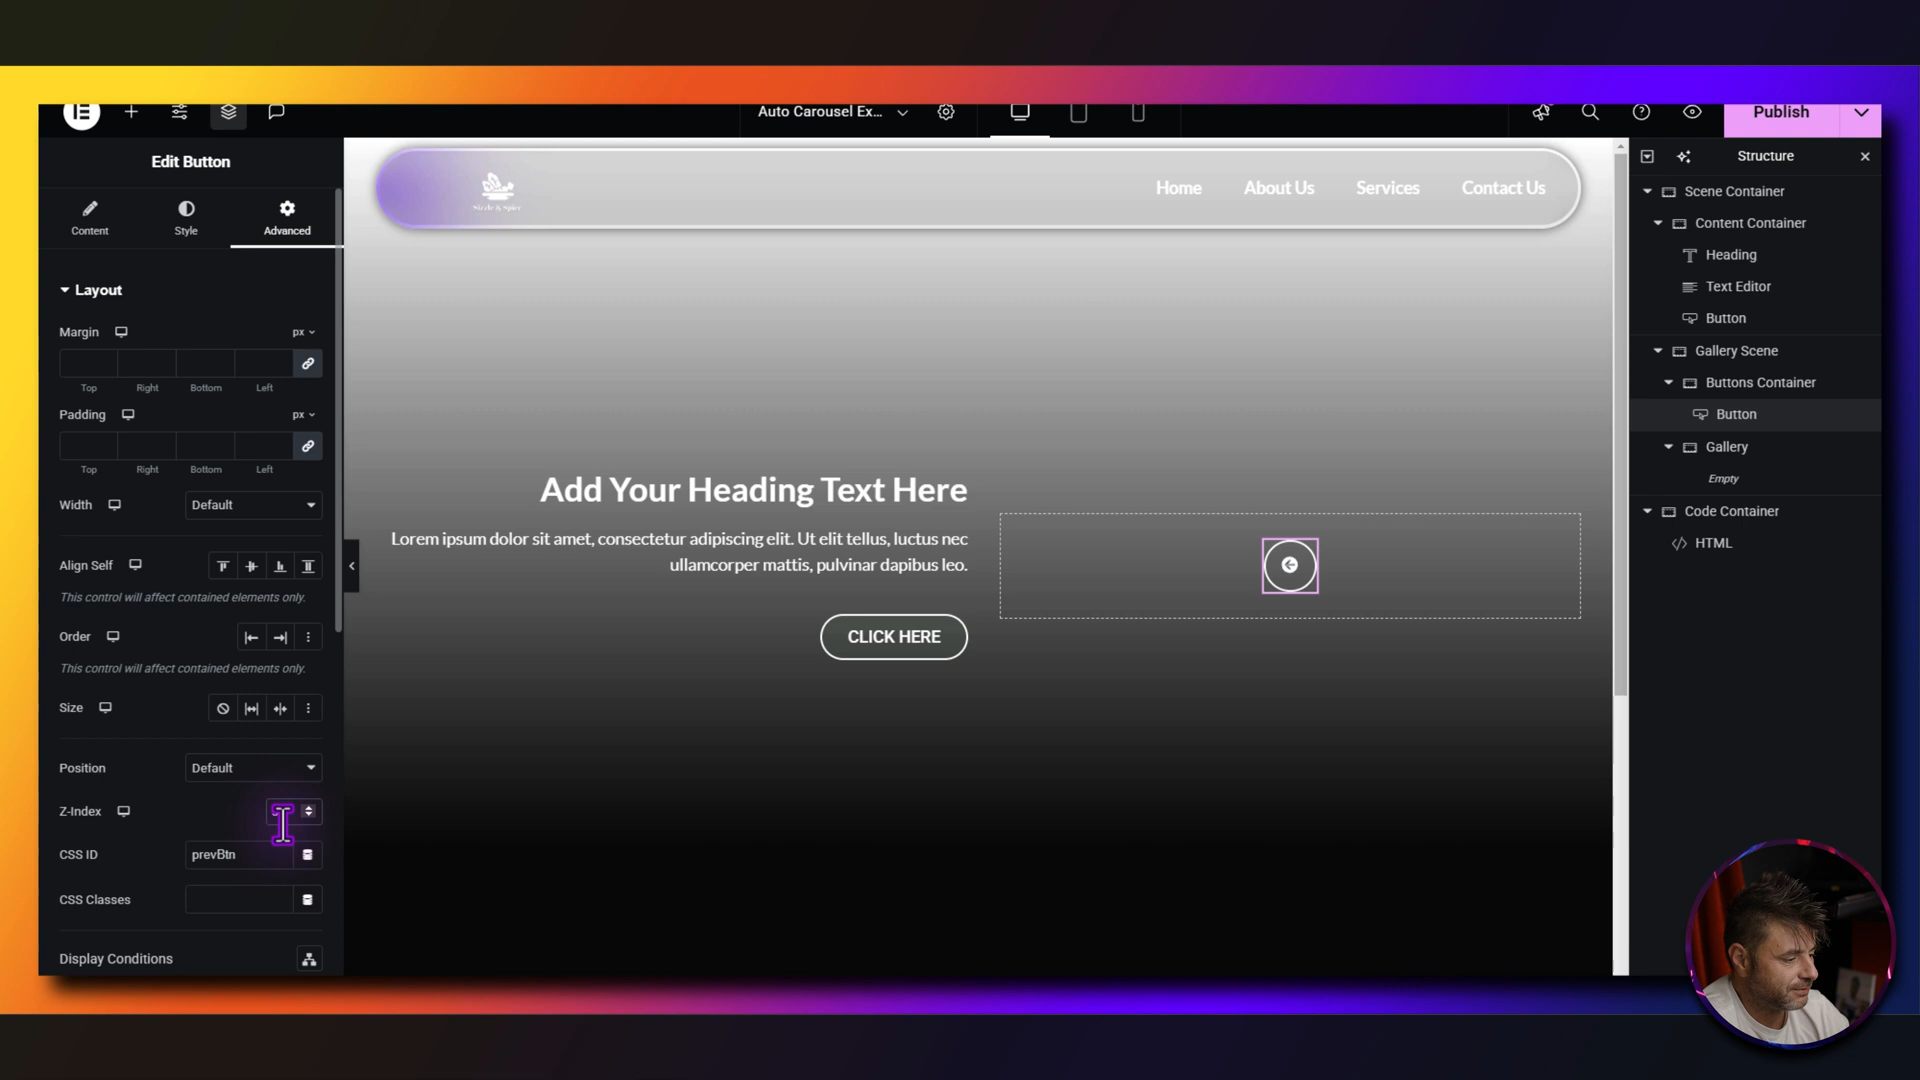 Auto Carousel Ex...
Publish
Edit Button
Content
Style
Advanced
Layout
Margin
px
Top
Right
Bottom
Left
Padding
px
Top
Right
Bottom
Left
Width
Default
Align Self
This control will affect contained elements only.
Order
This control will affect contained elements only.
Size
Position
Default
Z-Index
CSS ID
prevBtn
CSS Classes
Display Conditions
Sizzle & Spice
Home
About Us
Services
Contact Us
Add Your Heading Text Here
Lorem ipsum dolor sit amet, consectetur adipiscing elit. Ut elit tellus, luctus nec
ullamcorper mattis, pulvinar dapibus leo.
CLICK HERE
Structure
Scene Container
Content Container
Heading
Text Editor
Button
Gallery Scene
Buttons Container
Button
Gallery
Empty
Code Container
HTML